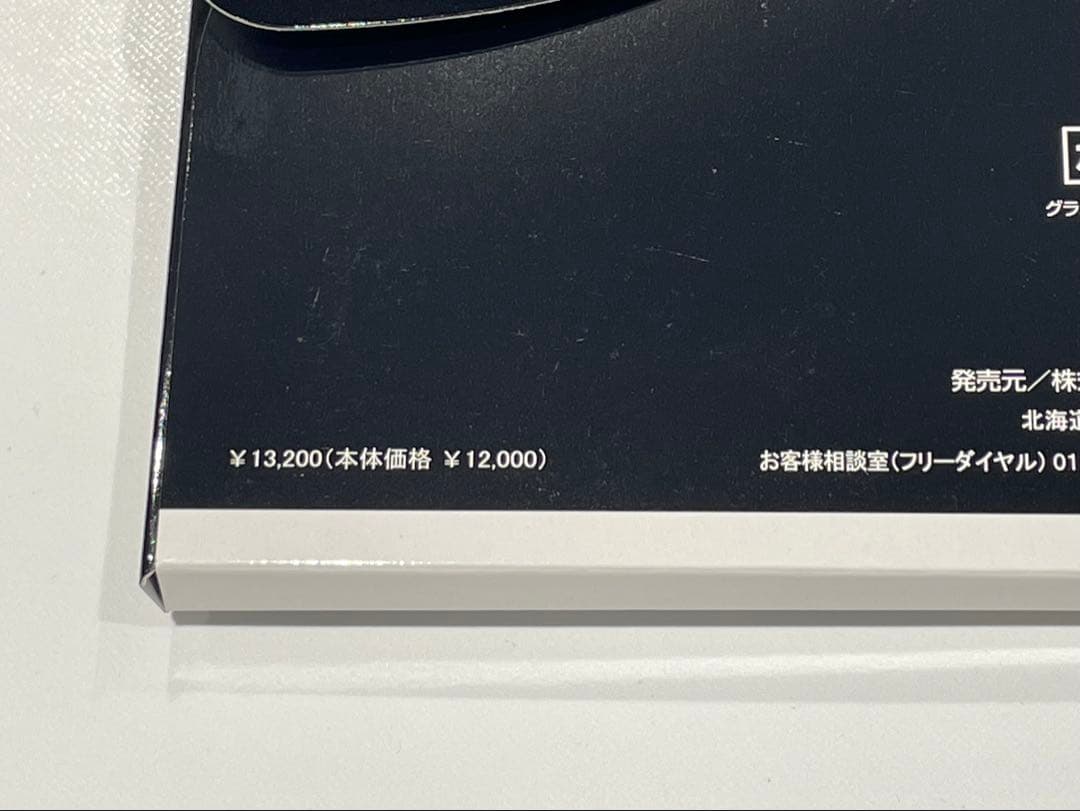 グラ
発売元／株
北海道
¥13,200（本体価格 ¥12,000）
お客様相談室（フリーダイヤル）01